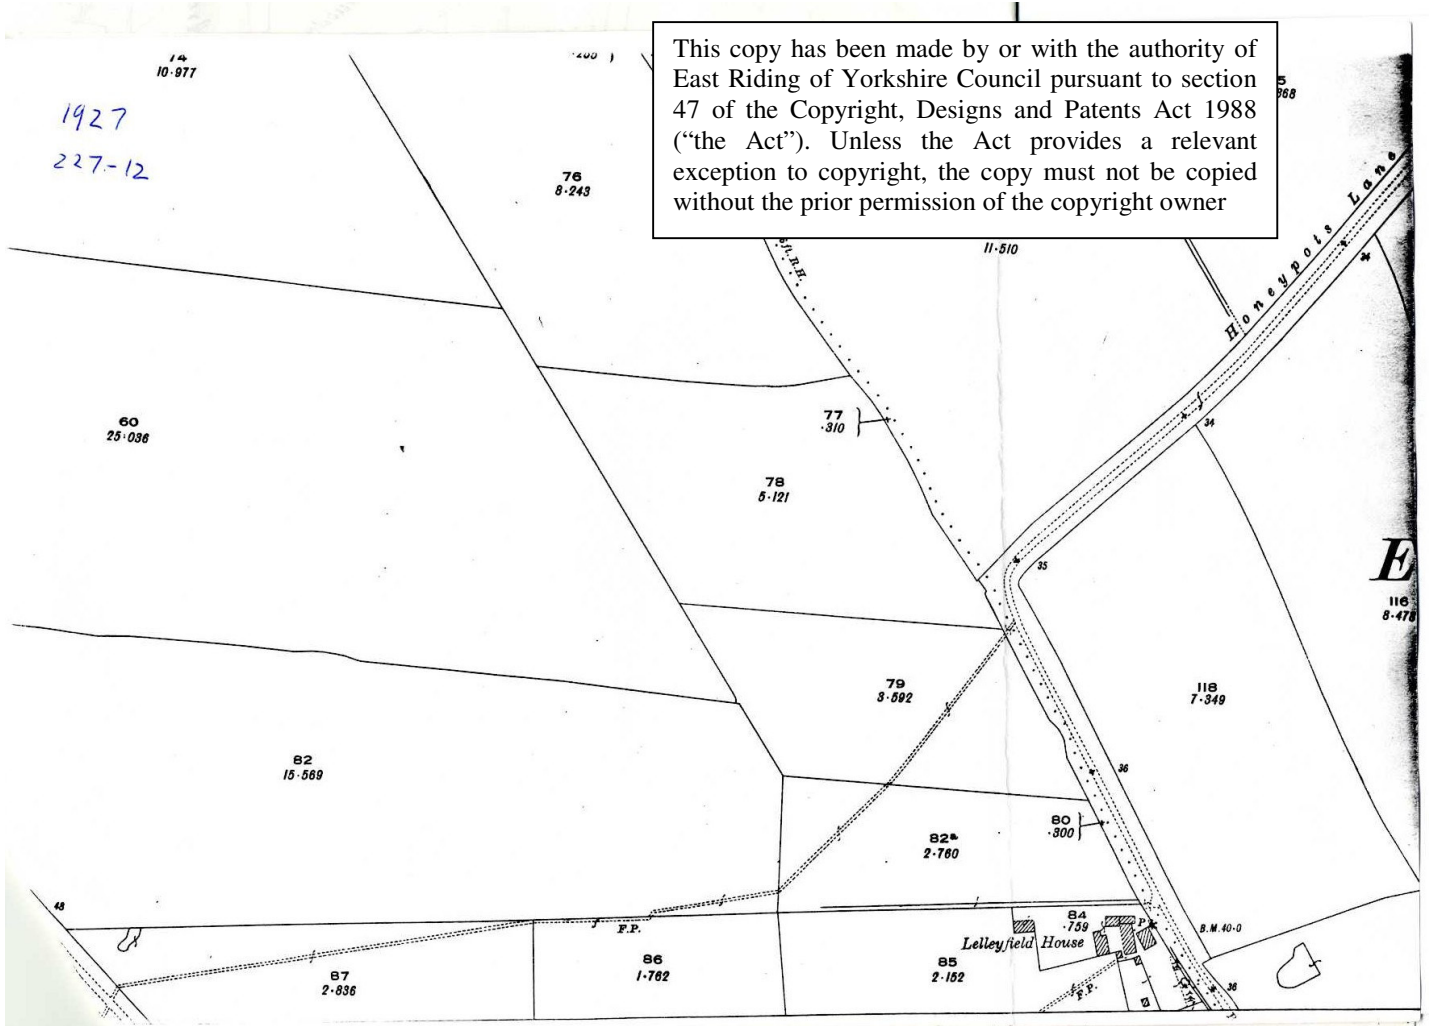 14
10·977
1927
227-12
This copy has been made by or with the authority of
East Riding of Yorkshire Council pursuant to section
47 of the Copyright, Designs and Patents Act 1988
(“the Act”). Unless the Act provides a relevant
exception to copyright, the copy must not be copied
without the prior permission of the copyright owner
76
8·243
11·510
Honeypots Lane
34
60
25·036
77
·310
34
78
5·121
35
E
116
8·478
79
3·592
118
7·349
82
15·569
36
80
·300
82a
2·760
48
F.P.
84
·759
P
B.M.40·0
Lelleyfield House
86
1·762
85
2·152
87
2·836
F.P.
36